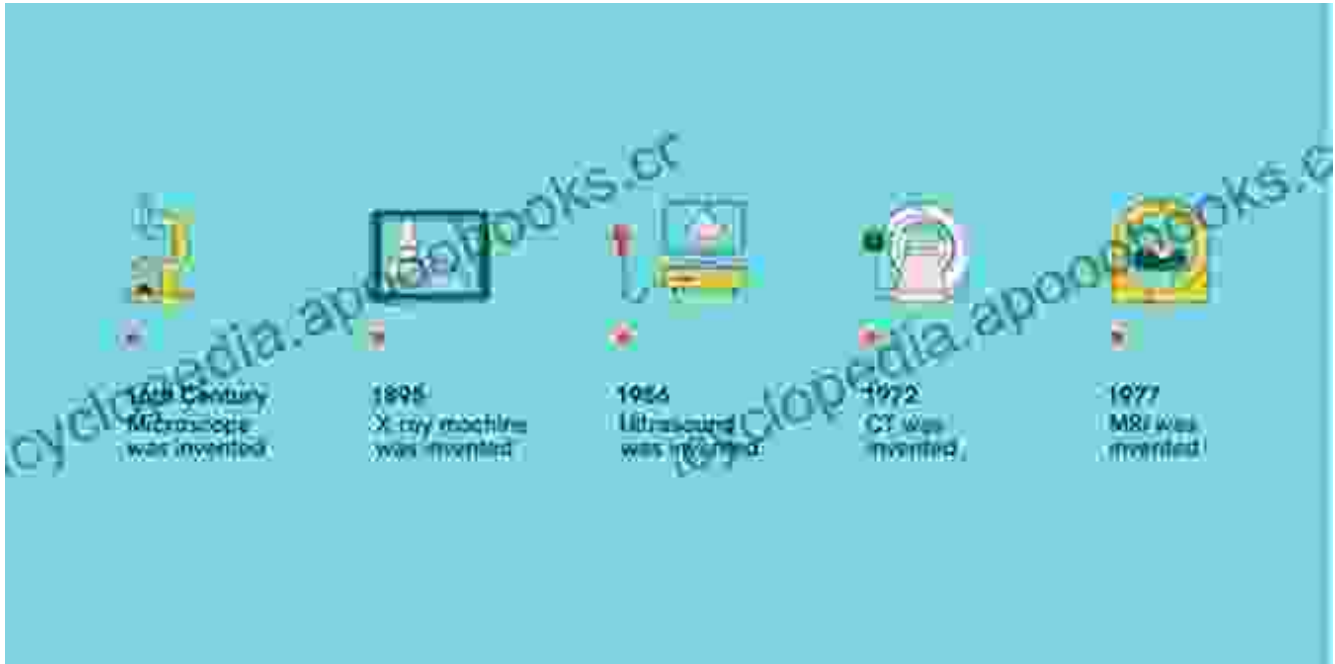 16th Century
Microscope
was invented
1895
X ray machine
was invented
Ultrasound
was invented
1972
CT was
invented
1977
MRI was
invented